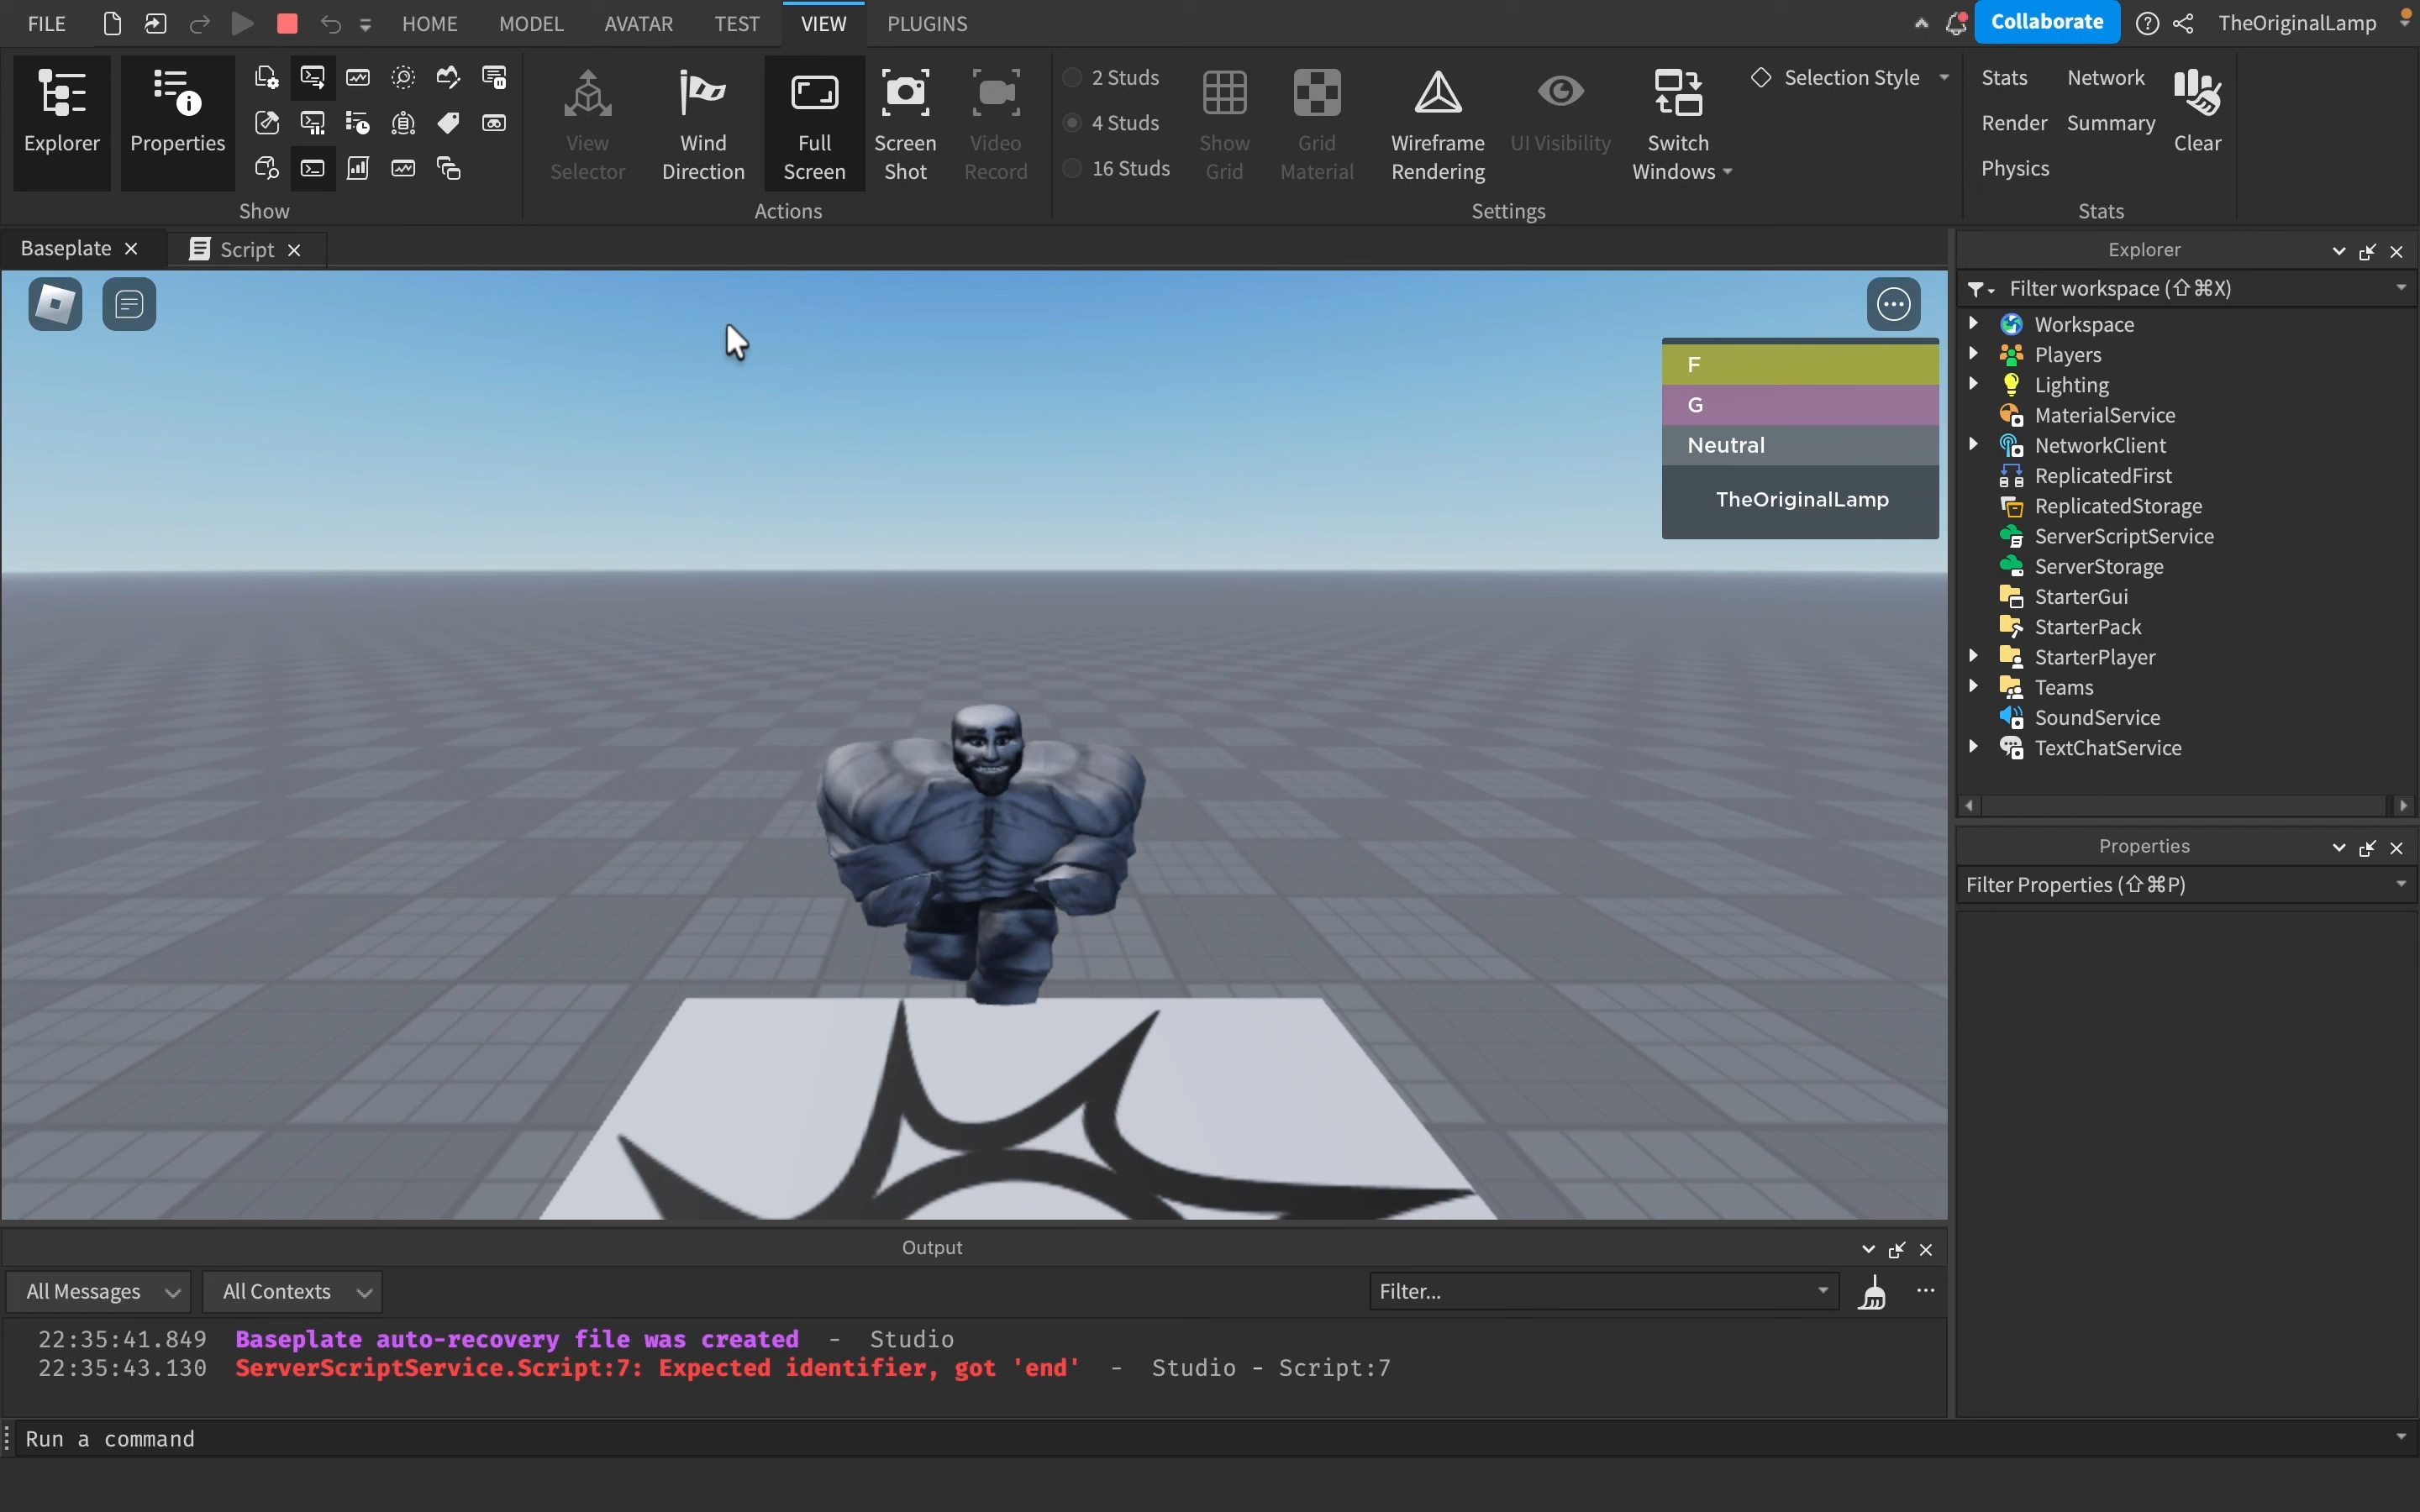 FILE HOME MODEL AVATAR TEST VIEW PLUGINS Collaborate TheOriginalLamp
Explorer
Properties
Show
View Selector
Wind Direction
Full Screen
Screen Shot
Video Record
Actions
2 Studs
4 Studs
16 Studs
Show Grid
Grid Material
Wireframe Rendering
UI Visibility
Switch Windows
Selection Style
Settings
Stats Network
Render Summary
Physics
Clear
Stats
Baseplate Script
F
G
Neutral
TheOriginalLamp
Explorer
Filter workspace (⇧⌘X)
Workspace
Players
Lighting
MaterialService
NetworkClient
ReplicatedFirst
ReplicatedStorage
ServerScriptService
ServerStorage
StarterGui
StarterPack
StarterPlayer
Teams
SoundService
TextChatService
Properties
Filter Properties (⇧⌘P)
Output
All Messages All Contexts Filter...
22:35:41.849 Baseplate auto-recovery file was created - Studio
22:35:43.130 ServerScriptService.Script:7: Expected identifier, got 'end' - Studio - Script:7
Run a command